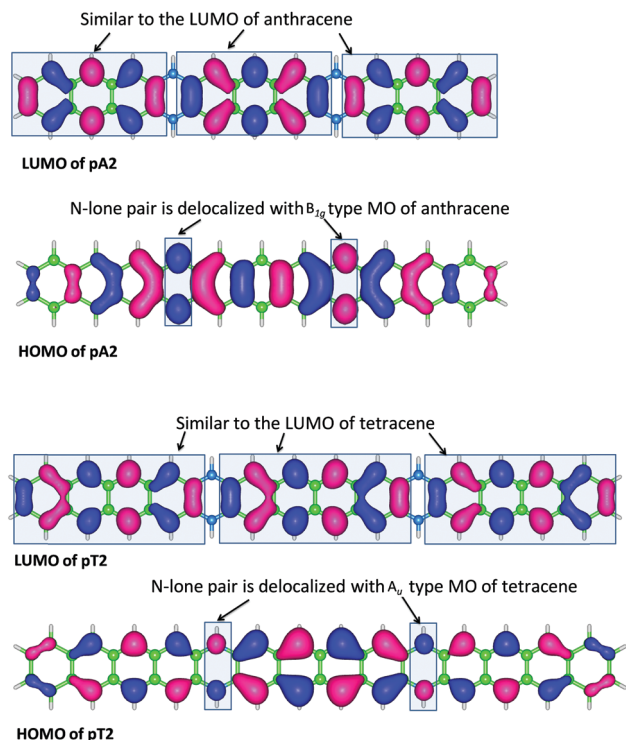 Similar to the LUMO of anthracene
LUMO of pA2
N-lone pair is delocalized with B1g type MO of anthracene
HOMO of pA2
Similar to the LUMO of tetracene
LUMO of pT2
N-lone pair is delocalized with Au type MO of tetracene
HOMO of pT2